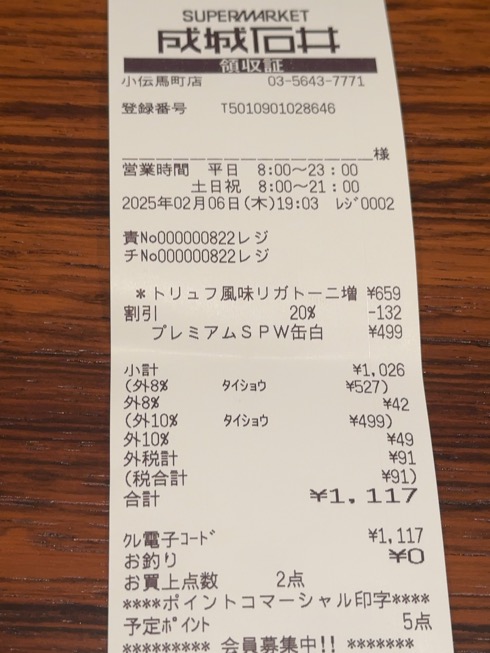 SUPERMARKET
成城石井
領収証
小伝馬町店 03-5643-7771
登録番号 T5010901028646
様
営業時間 平日 8:00～23:00
土日祝 8:00～21:00
2025年02月06日(木)19:03 レジ0002
責No000000822レジ
チNo000000822レジ
*トリュフ風味リガトーニ増 ¥659
割引 20% -132
プレミアムSPW缶白 ¥499
小計 ¥1,026
(外8% タイショウ ¥527)
外8% ¥42
(外10% タイショウ ¥499)
外10% ¥49
外税計 ¥91
(税合計 ¥91)
合計 ¥1,117
クレ電子コード ¥1,117
お釣り ¥0
お買上点数 2点
****ポイントコマーシャル印字****
予定ポイント 5点
********* 会員募集中!! *******